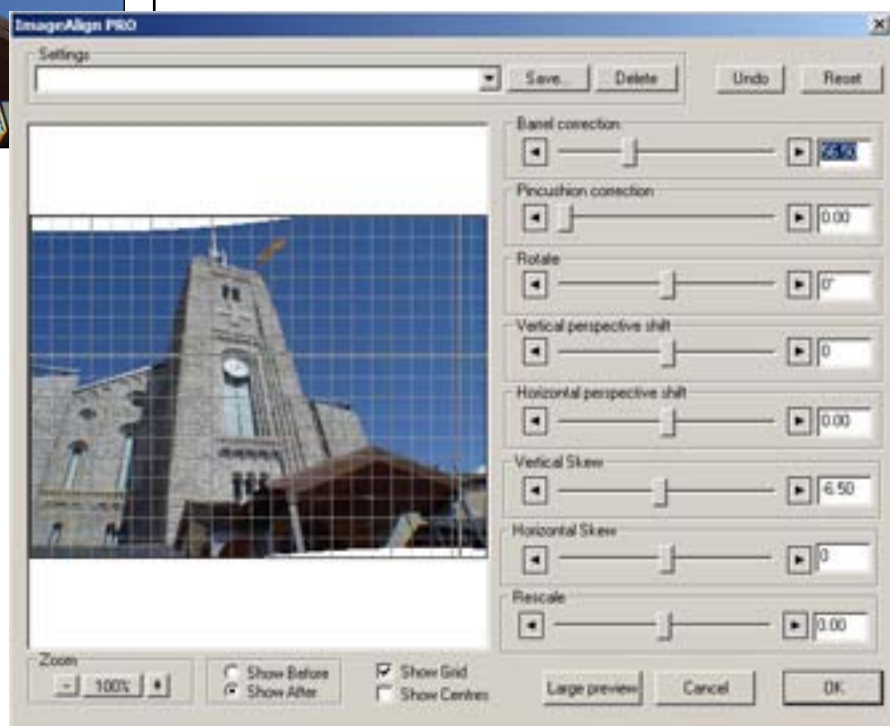 ImageAlign PRO
Settings
Save... Delete Undo Reset
Barrel correction
56.50
Pincushion correction
0.00
Rotate
0°
Vertical perspective shift
0
Horizontal perspective shift
0.00
Vertical Skew
-6.50
Horizontal Skew
0
Rescale
0.00
Zoom
- 100% +
Show Before
Show After
Show Grid
Show Centres
Large preview Cancel OK